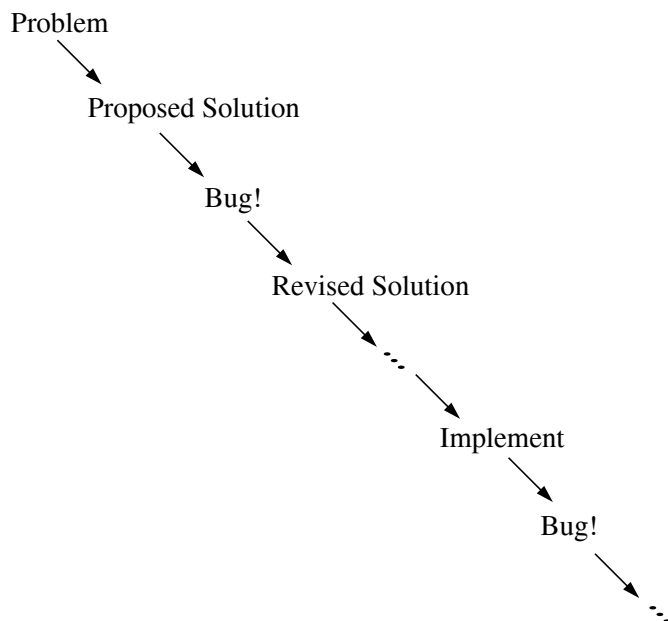 Problem
Proposed Solution
Bug!
Revised Solution
...
Implement
Bug!
...